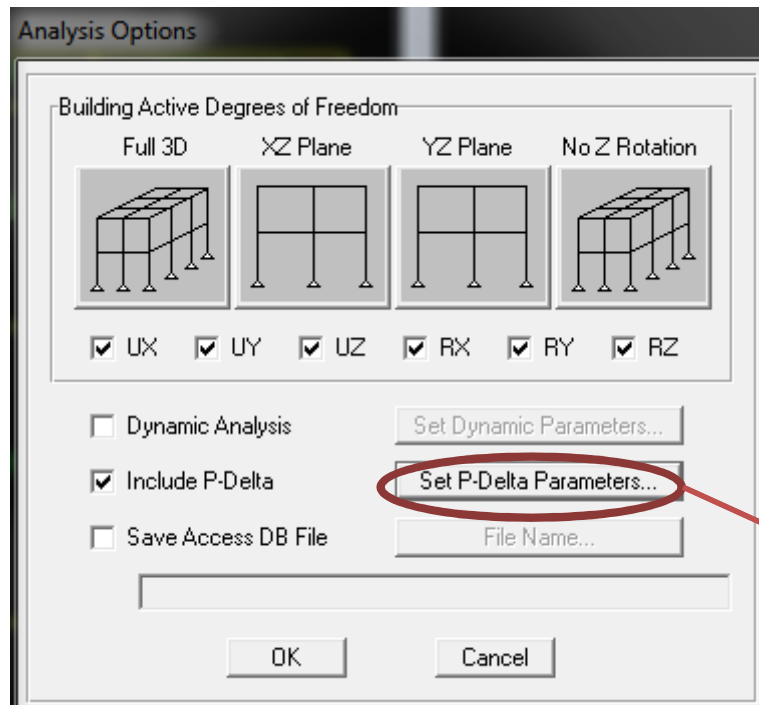 Analysis Options
Building Active Degrees of Freedom
Full 3D XZ Plane YZ Plane No Z Rotation
UX UY UZ RX RY RZ
Dynamic Analysis Set Dynamic Parameters...
Include P-Delta Set P-Delta Parameters...
Save Access DB File File Name...
OK Cancel